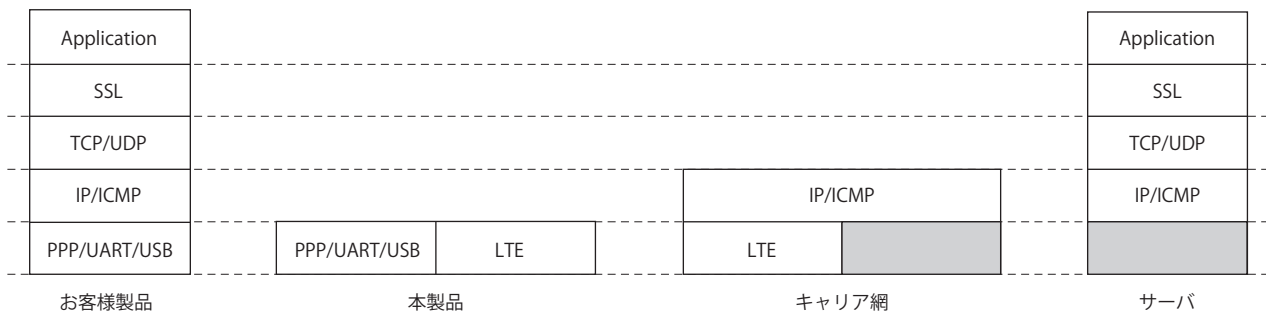 Application Application
SSL SSL
TCP/UDP TCP/UDP
IP/ICMP IP/ICMP IP/ICMP
PPP/UART/USB PPP/UART/USB LTE LTE
お客様製品 本製品 キャリア網 サーバ